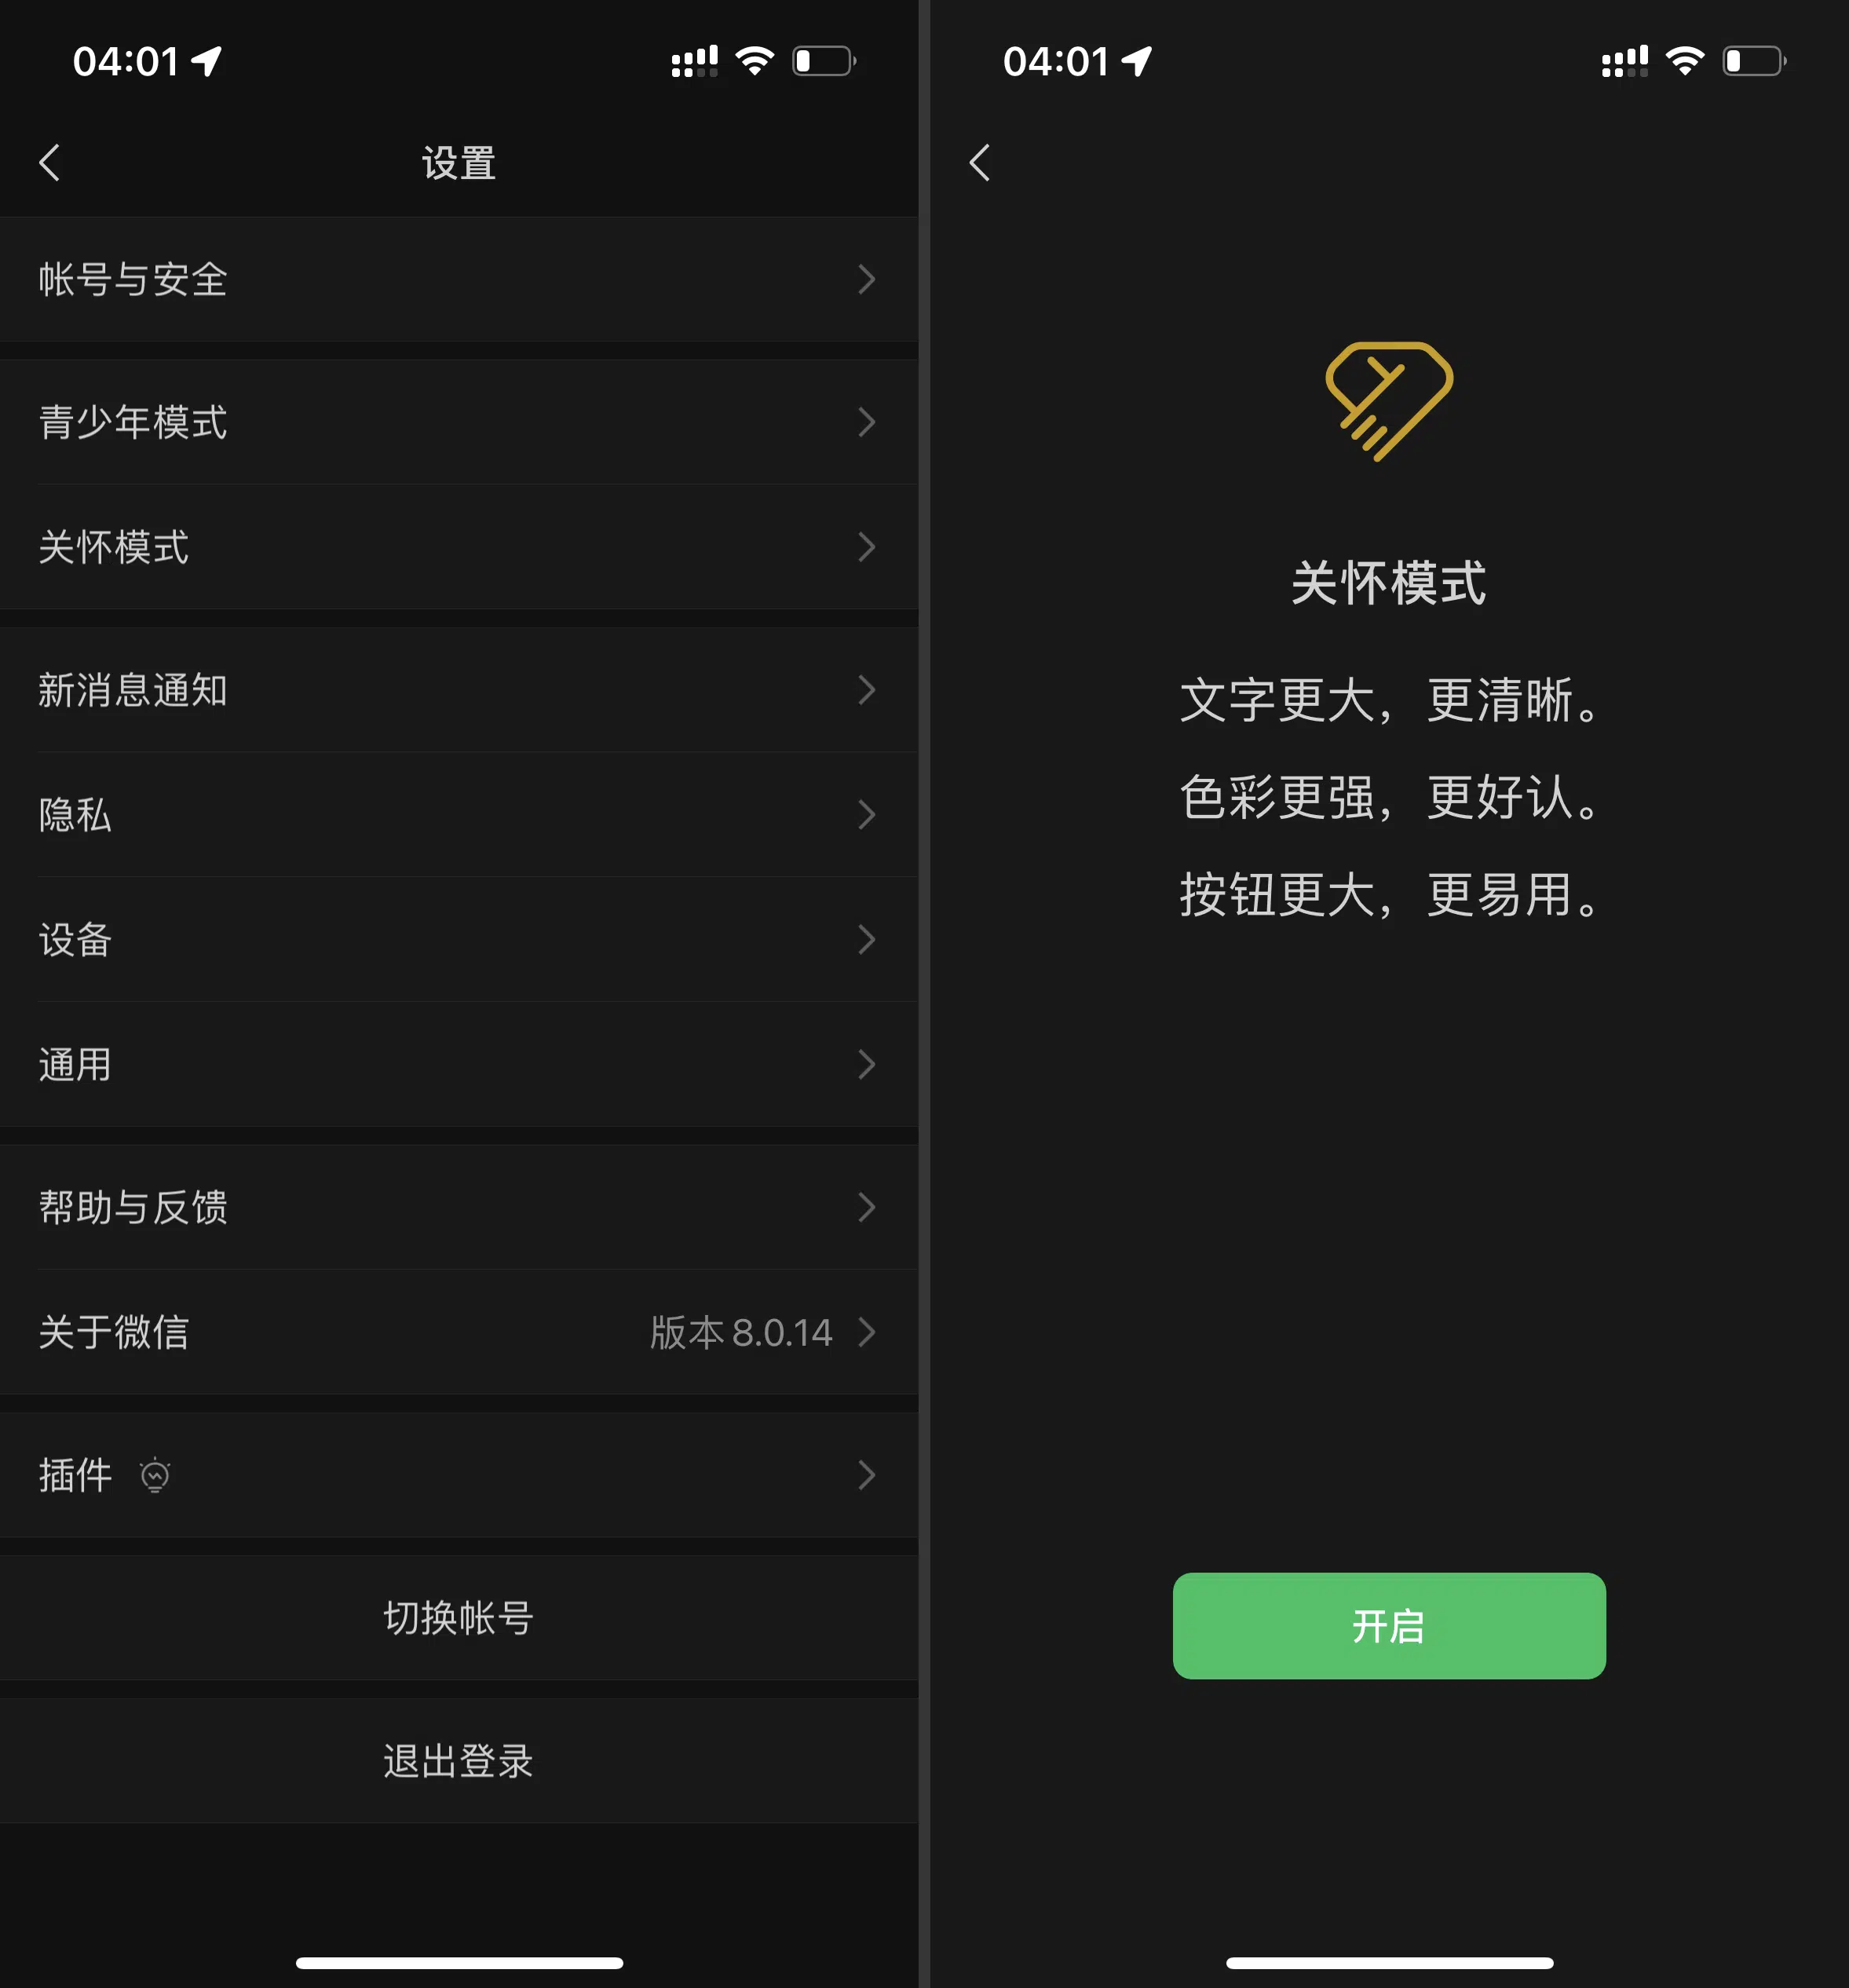 04:01
设置
帐号与安全
青少年模式
关怀模式
新消息通知
隐私
设备
通用
帮助与反馈
关于微信 版本 8.0.14
插件
切换帐号
退出登录
04:01
关怀模式
文字更大，更清晰。
色彩更强，更好认。
按钮更大，更易用。
开启